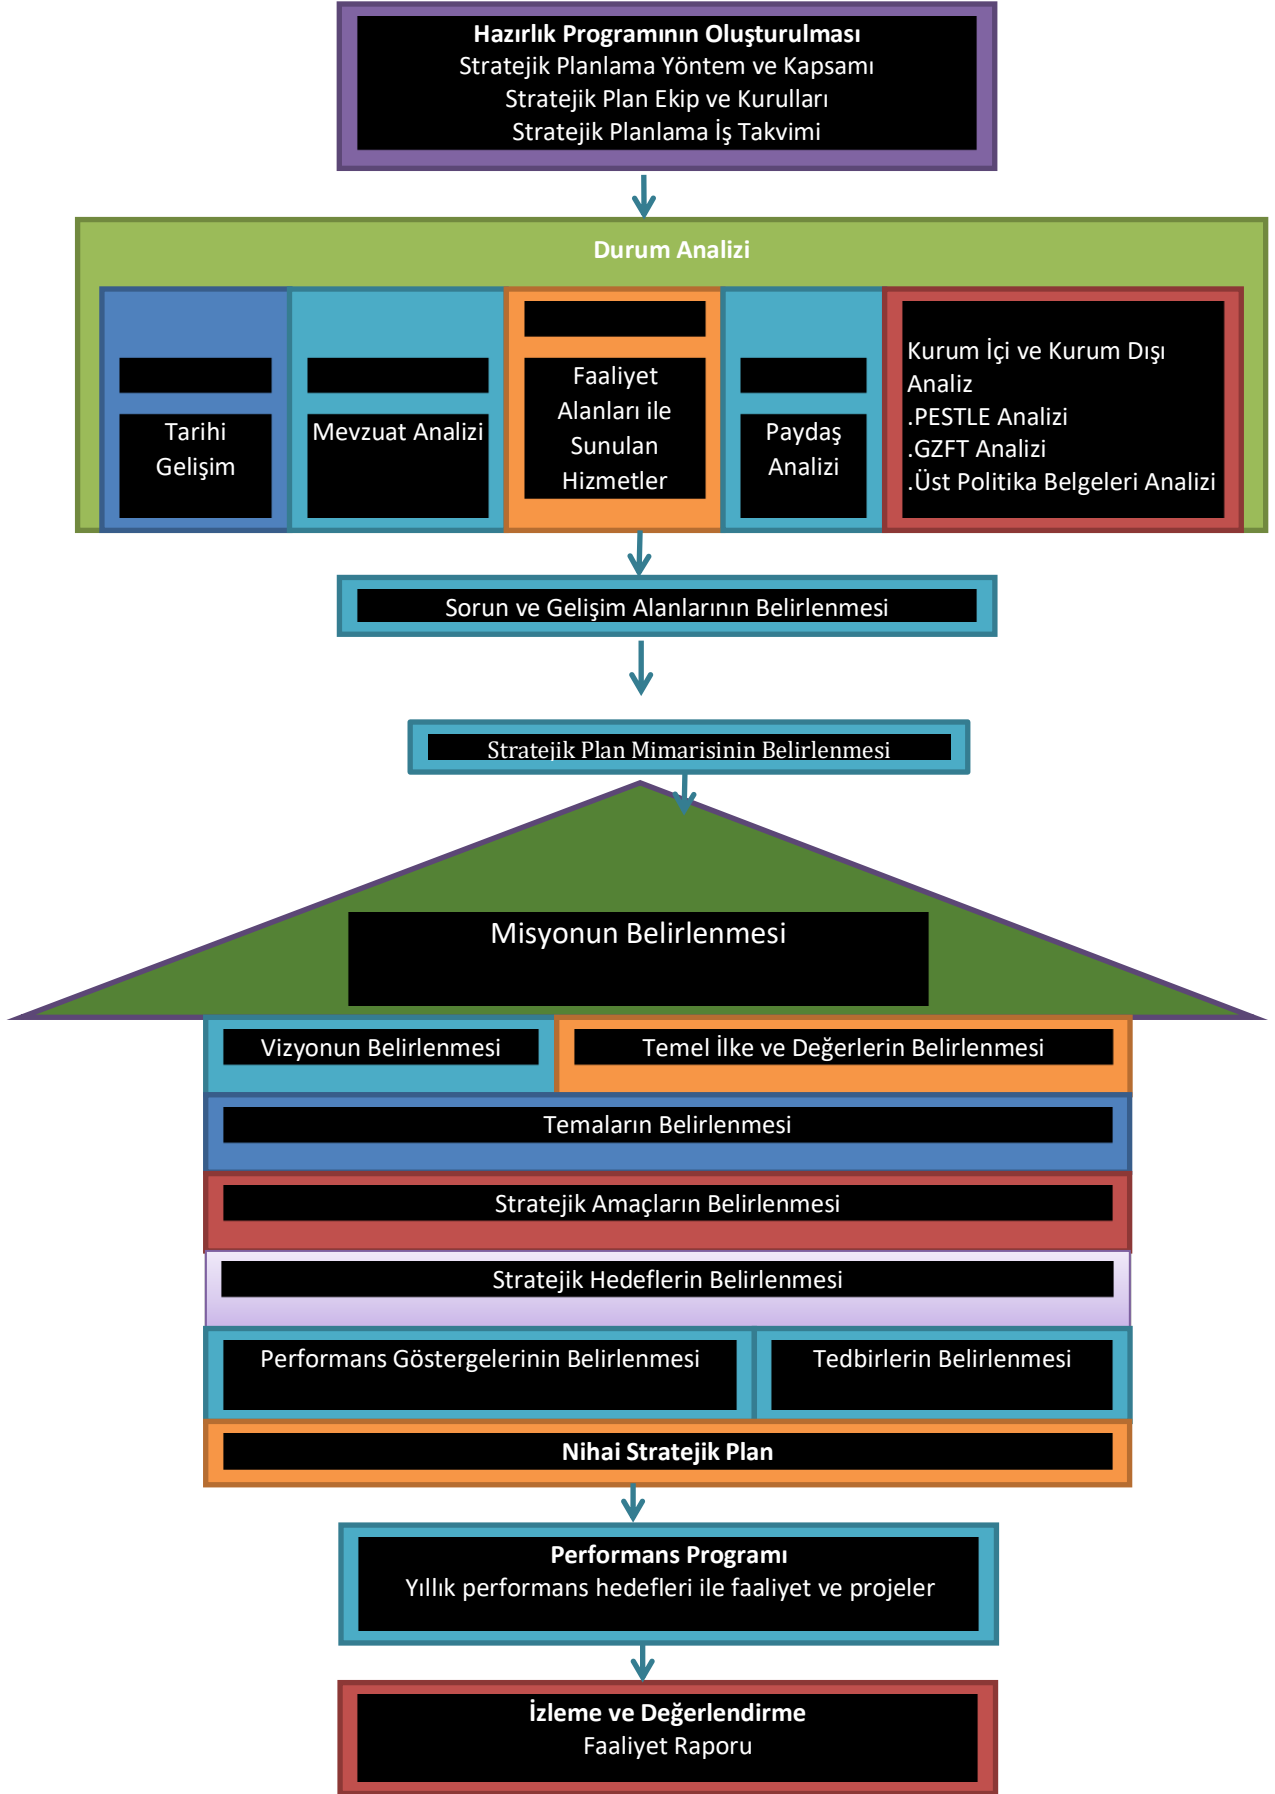 Hazırlık Programının Oluşturulması
Stratejik Planlama Yöntem ve Kapsamı
Stratejik Plan Ekip ve Kurulları
Stratejik Planlama İş Takvimi
Durum Analizi
Tarihi
Gelişim
Mevzuat Analizi
Faaliyet
Alanları ile
Sunulan
Hizmetler
Paydaş
Analizi
Kurum İçi ve Kurum Dışı
Analiz
.PESTLE Analizi
.GZFT Analizi
.Üst Politika Belgeleri Analizi
Sorun ve Gelişim Alanlarının Belirlenmesi
Stratejik Plan Mimarisinin Belirlenmesi
Misyonun Belirlenmesi
Vizyonun Belirlenmesi
Temel İlke ve Değerlerin Belirlenmesi
Temaların Belirlenmesi
Stratejik Amaçların Belirlenmesi
Stratejik Hedeflerin Belirlenmesi
Performans Göstergelerinin Belirlenmesi
Tedbirlerin Belirlenmesi
Nihai Stratejik Plan
Performans Programı
Yıllık performans hedefleri ile faaliyet ve projeler
İzleme ve Değerlendirme
Faaliyet Raporu